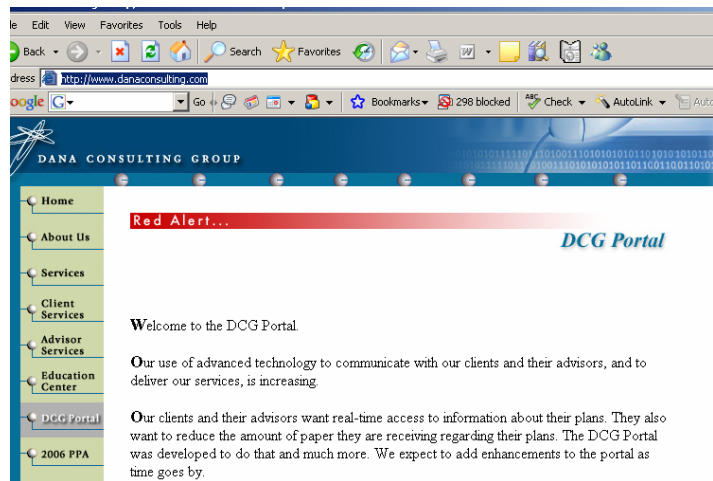 le Edit View Favorites Tools Help
Back Search Favorites
dress http://www.danaconsulting.com
oogle G Go Bookmarks 298 blocked ABC Check AutoLink Auto
DANA CONSULTING GROUP
Home
Red Alert...
About Us
DCG Portal
Services
Client
Services
Welcome to the DCG Portal.
Advisor
Services
Our use of advanced technology to communicate with our clients and their advisors, and to
deliver our services, is increasing.
Education
Center
DCG Portal
Our clients and their advisors want real-time access to information about their plans. They also
want to reduce the amount of paper they are receiving regarding their plans. The DCG Portal
was developed to do that and much more. We expect to add enhancements to the portal as
time goes by.
2006 PPA